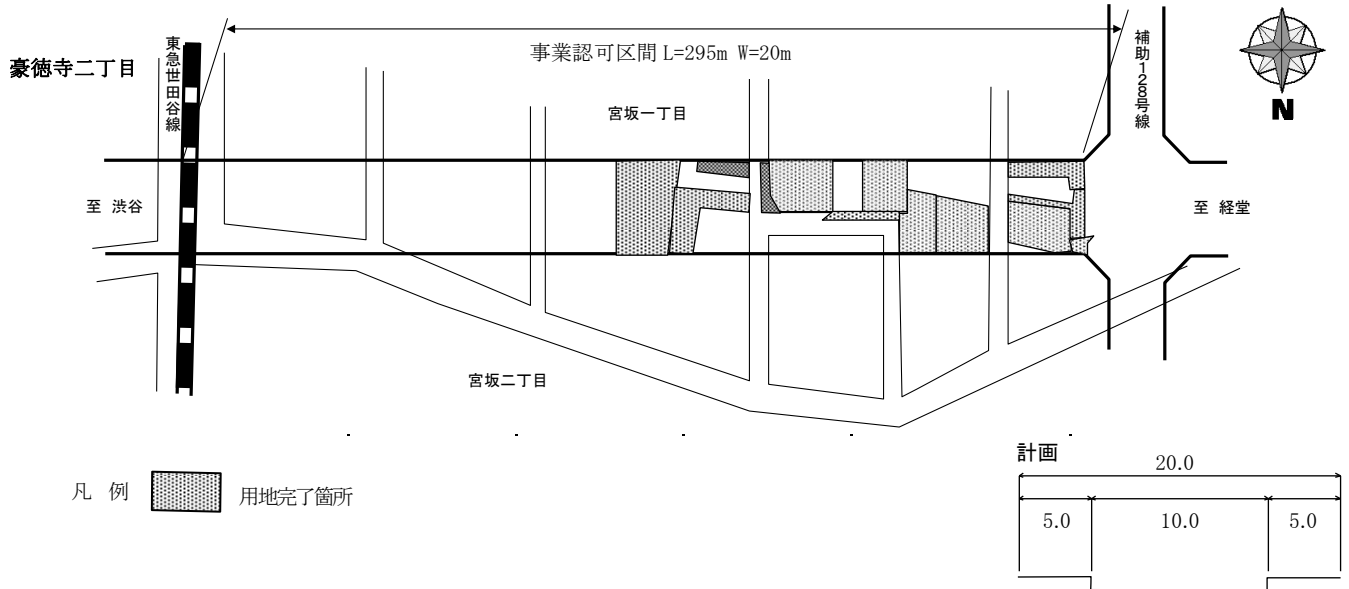 事業認可区間 L=295m W=20m
豪徳寺二丁目
東急世田谷線
補助128号線
宮坂一丁目
N
至 渋谷
至 経堂
宮坂二丁目
計画
20.0
5.0
10.0
5.0
凡 例
用地完了箇所